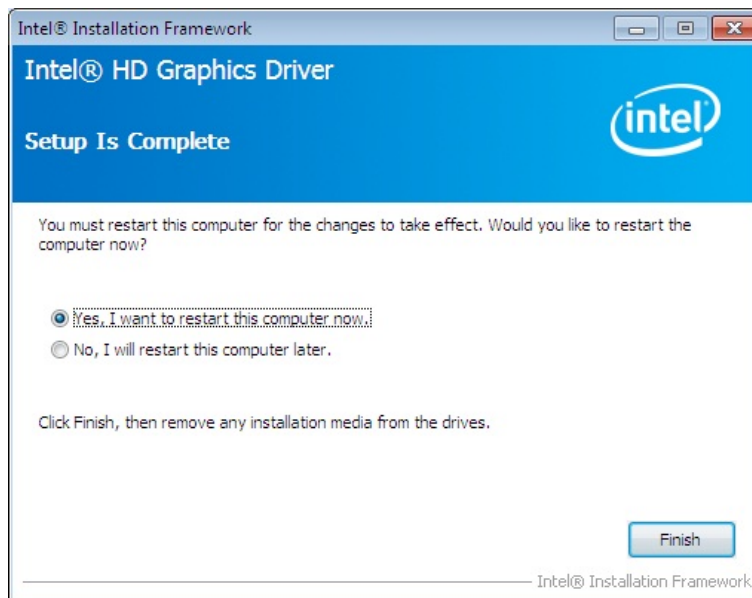 Intel® Installation Framework
Intel® HD Graphics Driver
intel®
Setup Is Complete
You must restart this computer for the changes to take effect. Would you like to restart the
computer now?
Yes, I want to restart this computer now.
No, I will restart this computer later.
Click Finish, then remove any installation media from the drives.
Finish
Intel® Installation Framework